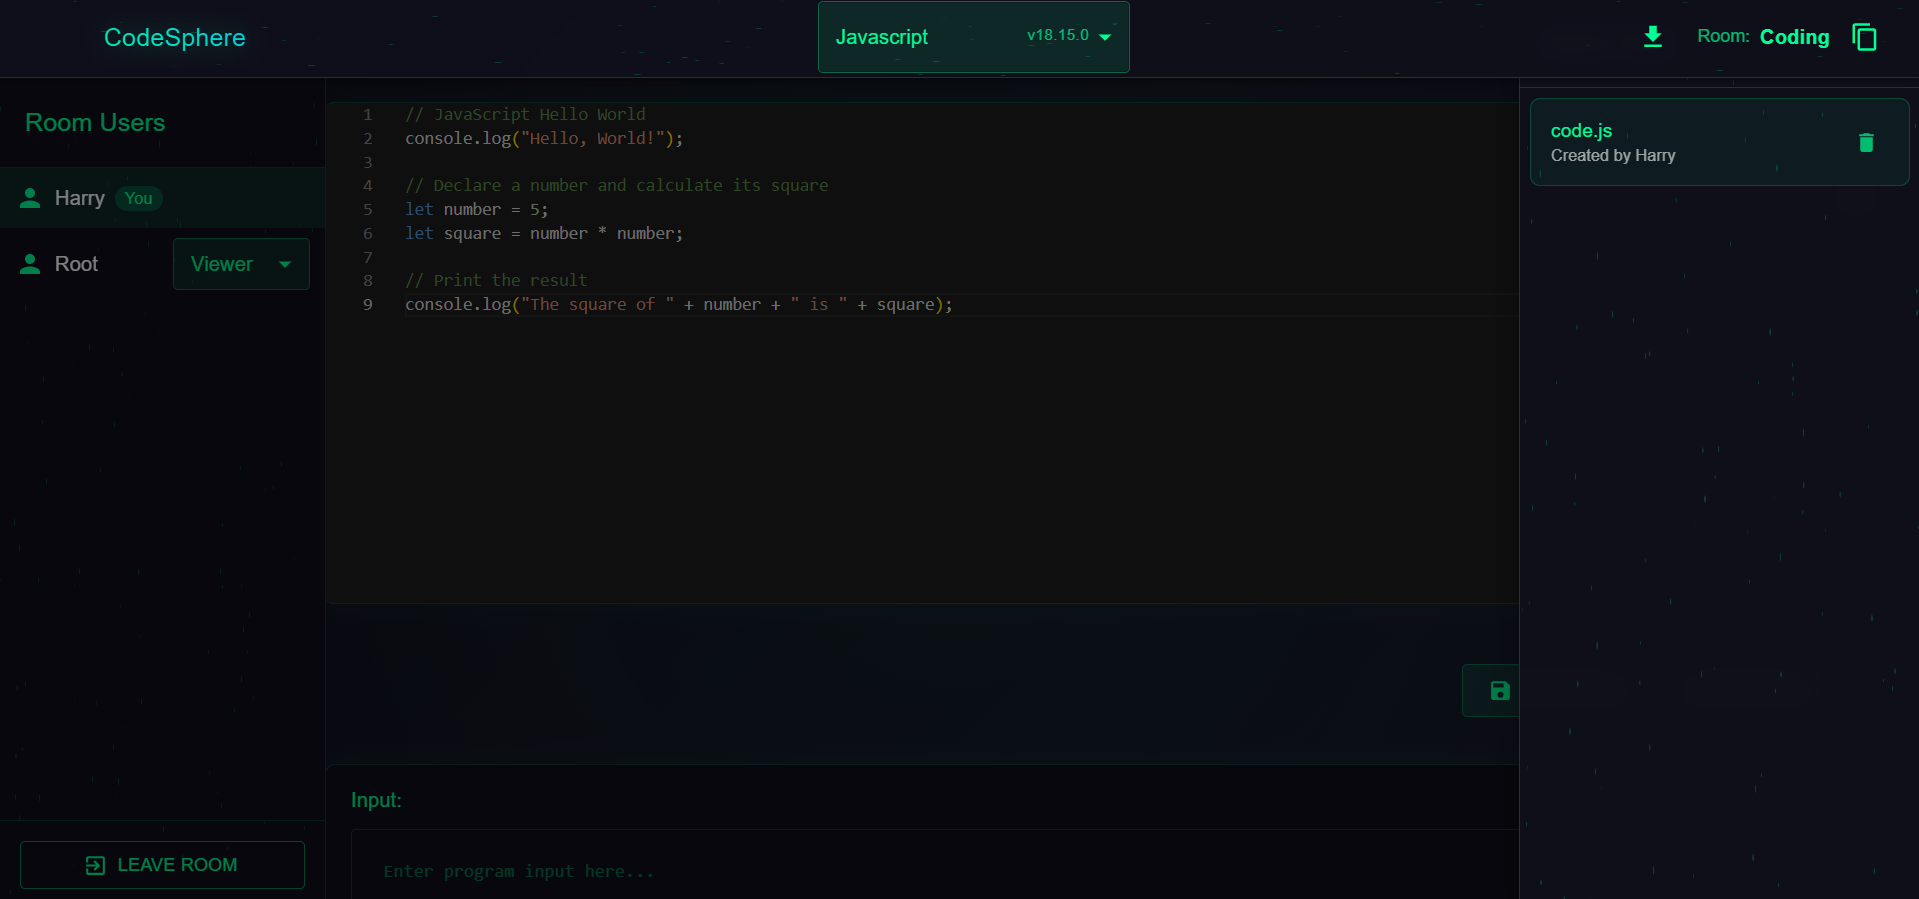 CodeSphere
Javascript v18.15.0
Room: Coding
Room Users
Harry You
Root Viewer
LEAVE ROOM
1 // JavaScript Hello World
2 console.log("Hello, World!");
3
4 // Declare a number and calculate its square
5 let number = 5;
6 let square = number * number;
7
8 // Print the result
9 console.log("The square of " + number + " is " + square);
Input:
Enter program input here...
code.js
Created by Harry